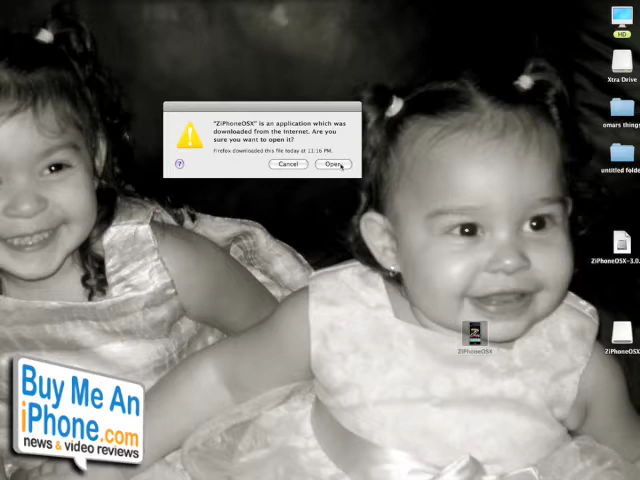 HD
Xtra Drive
omars things
untitled folde
ZiPhoneOSX-3.0.
ZiPhoneOSX
"ZiPhoneOSX" is an application which was
downloaded from the Internet. Are you
sure you want to open it?
Firefox downloaded this file today at 11:16 PM.
?
Cancel
Open
ZiPhoneOSX
Buy Me An
iPhone.com
news & video reviews